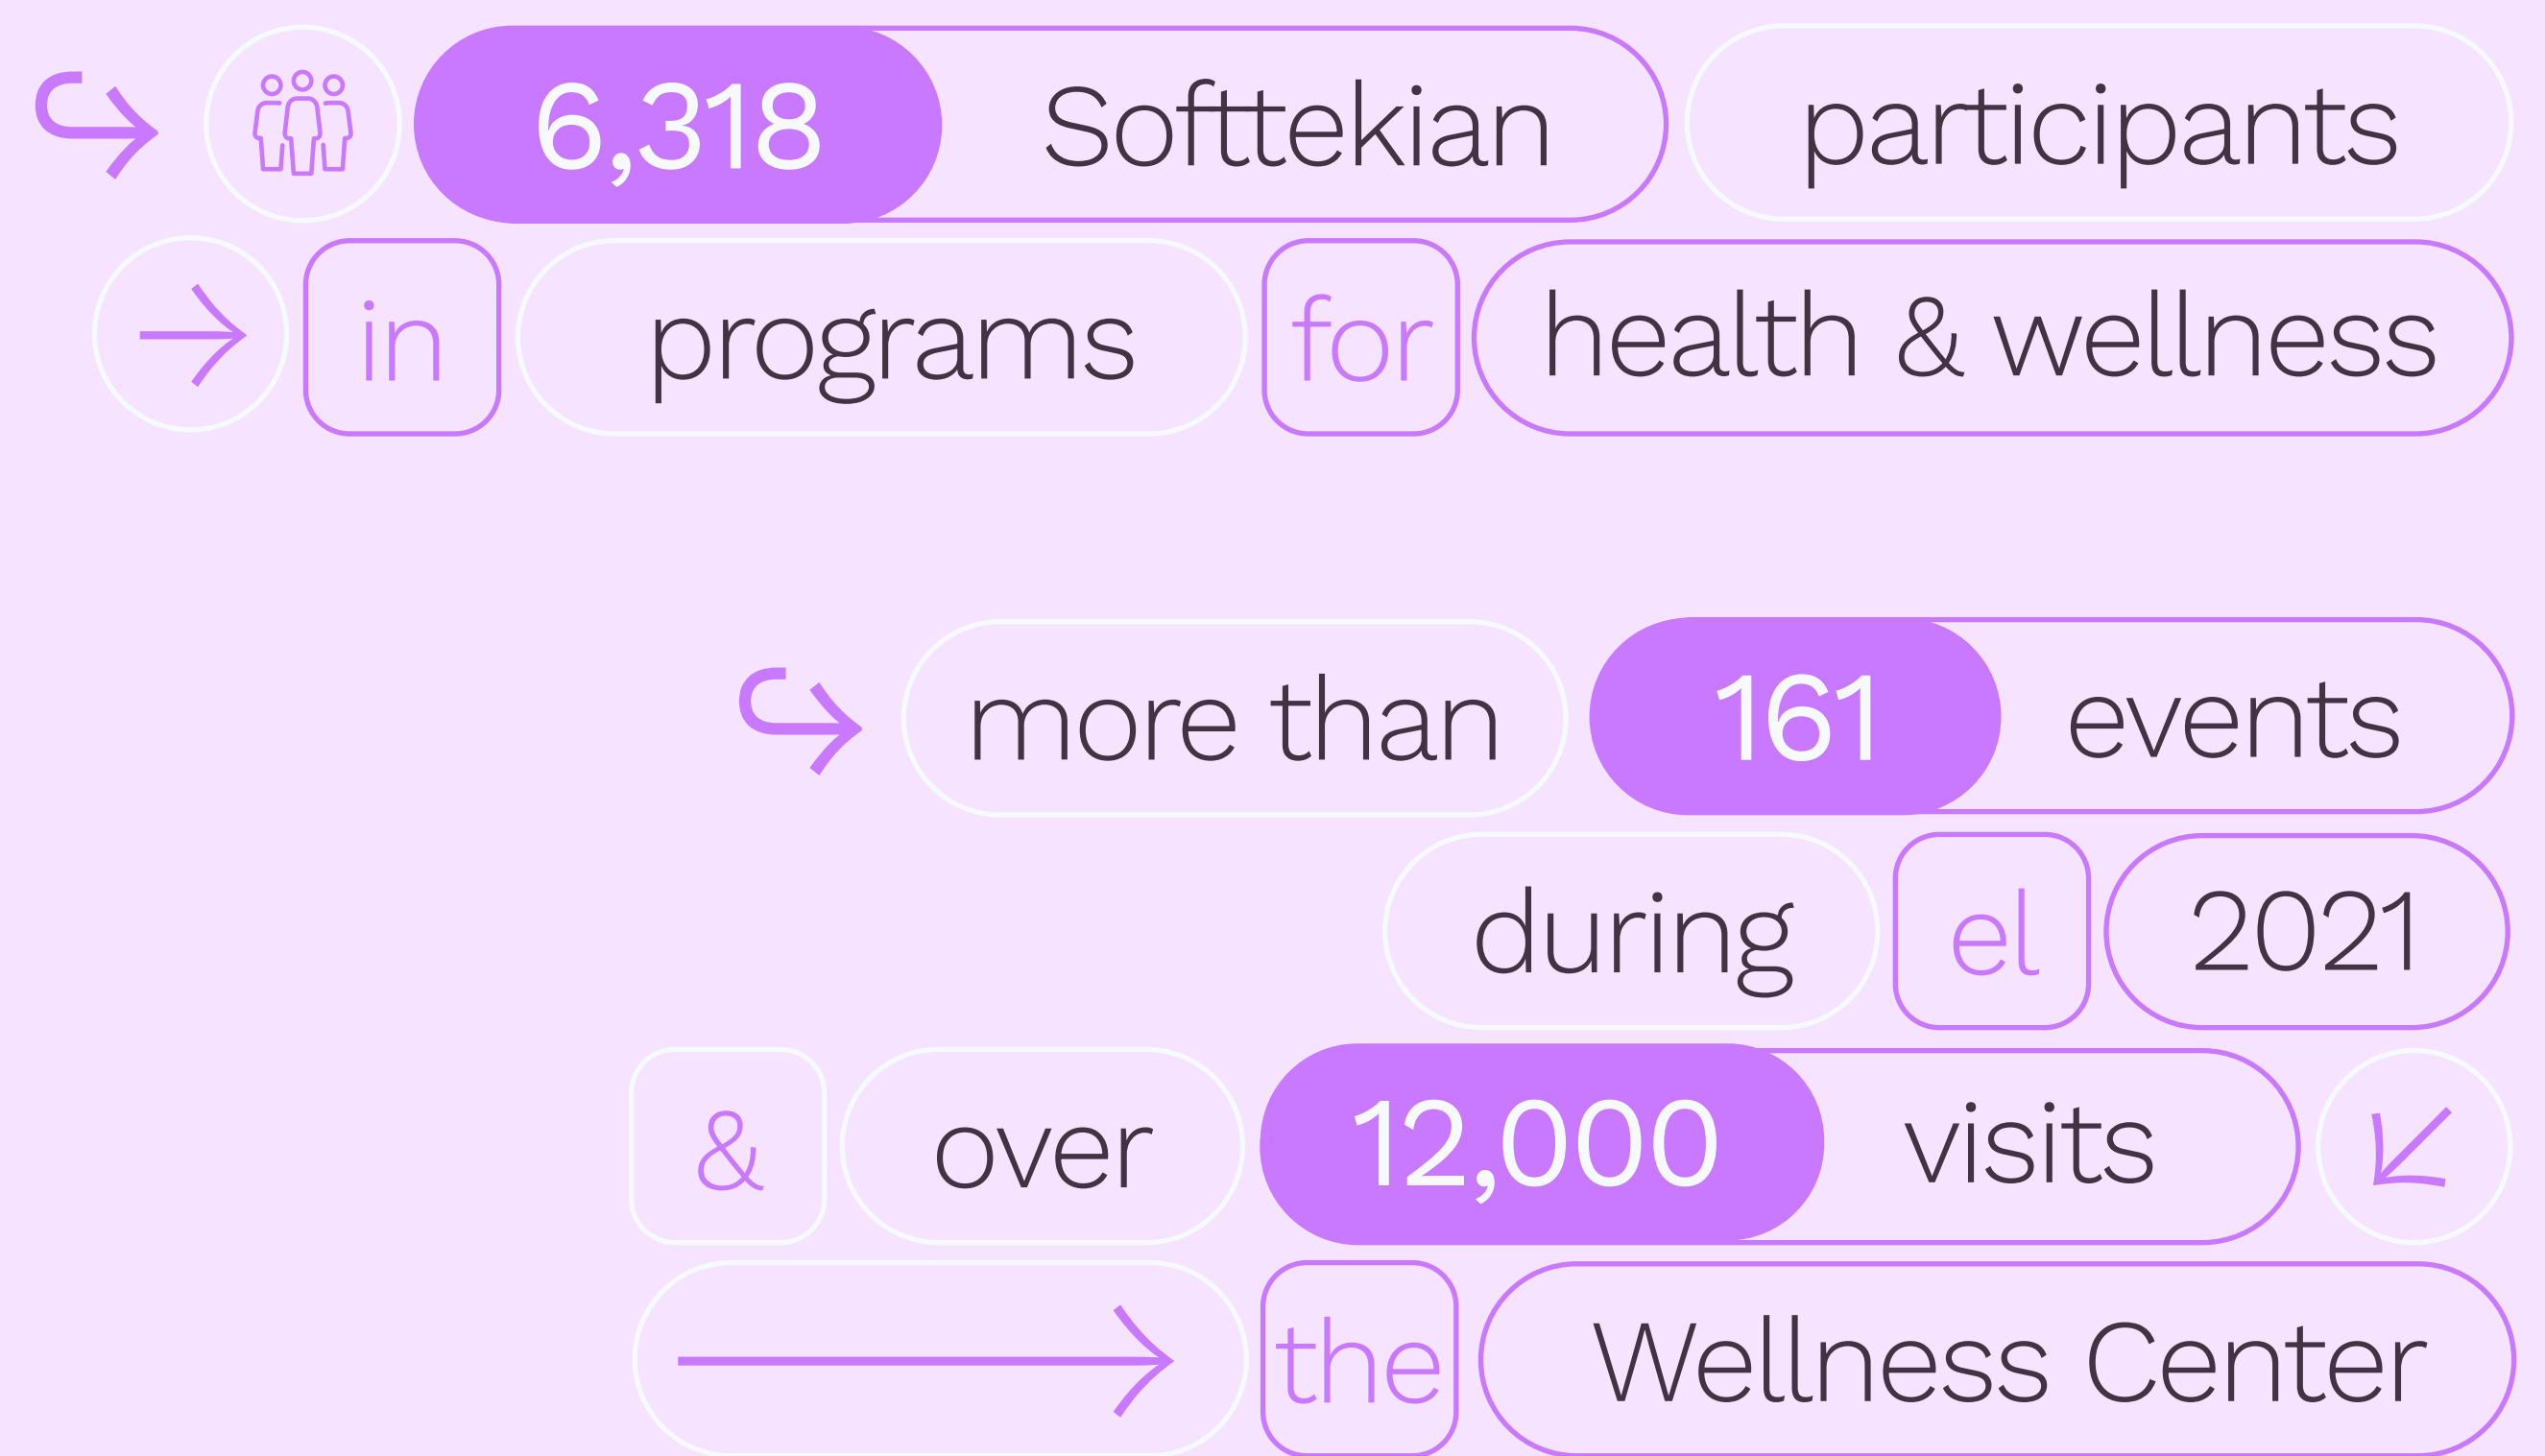 6,318 Softtekian participants
in programs for health & wellness
more than 161 events
during el 2021
& over 12,000 visits
the Wellness Center